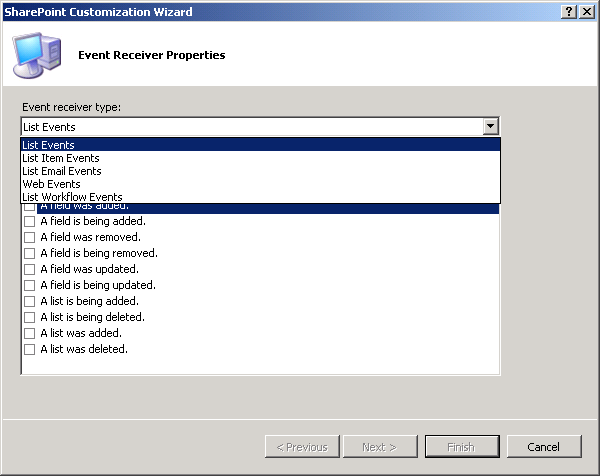 SharePoint Customization Wizard
Event Receiver Properties
Event receiver type:
List Events
List Events
List Item Events
List Email Events
Web Events
List Workflow Events
A field was added.
A field is being added.
A field was removed.
A field is being removed.
A field was updated.
A field is being updated.
A list is being added.
A list is being deleted.
A list was added.
A list was deleted.
< Previous
Next >
Finish
Cancel